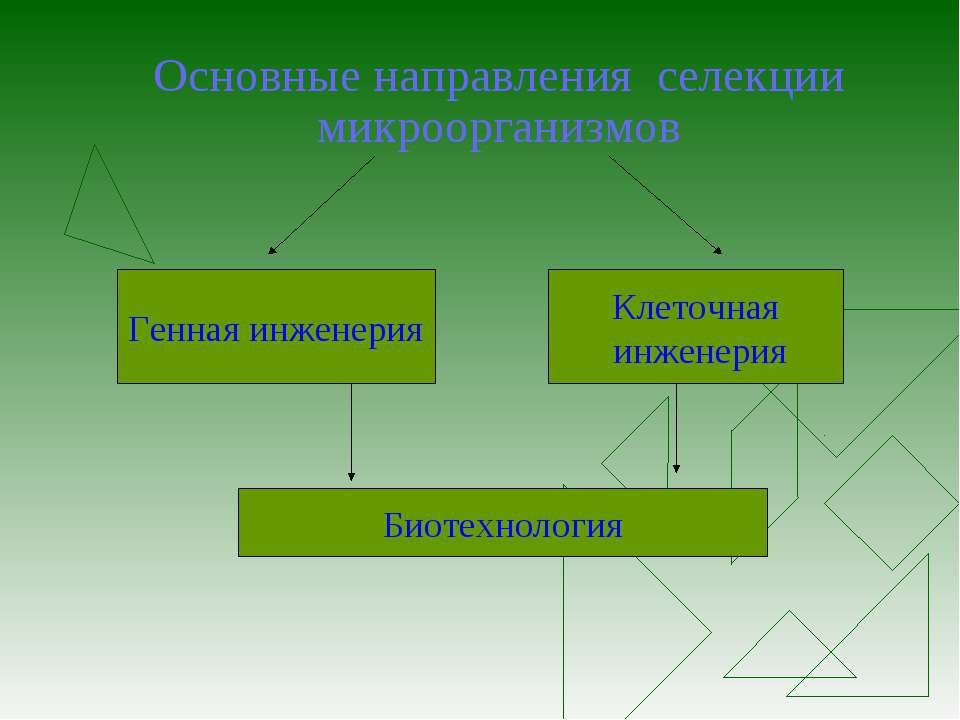 Основные направления селекции
микроорганизмов
Генная инженерия
Клеточная
инженерия
Биотехнология